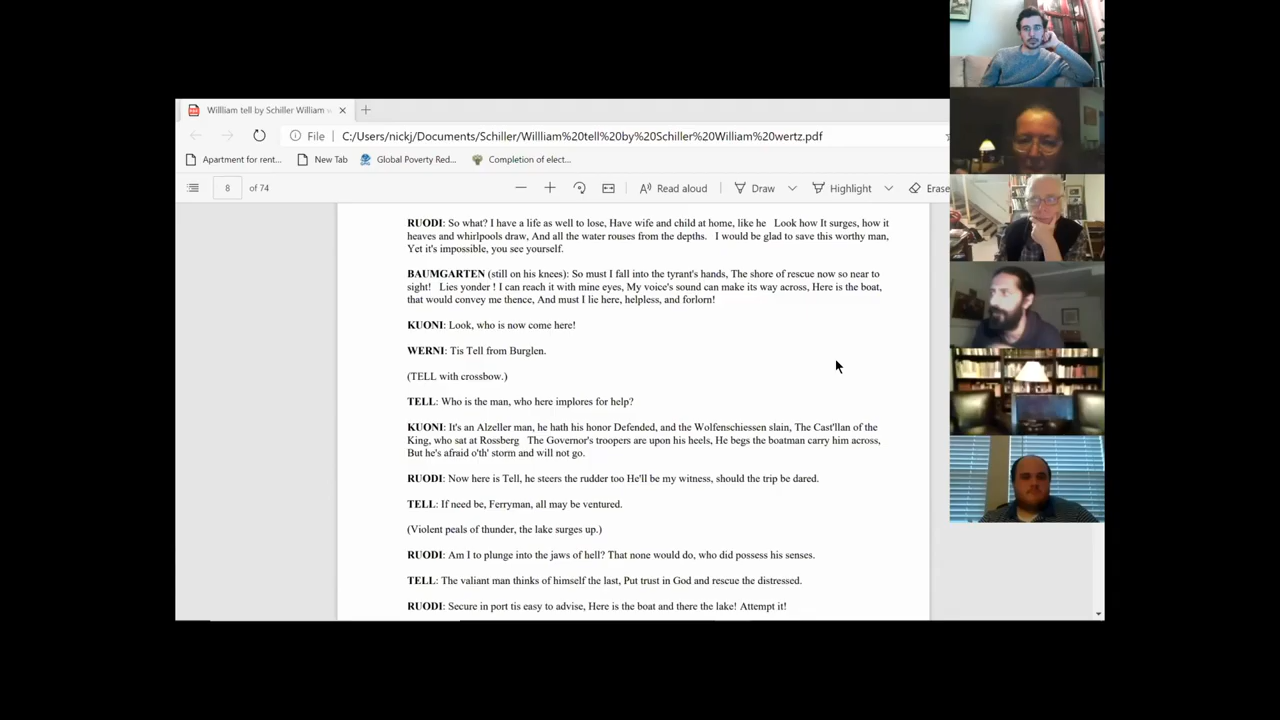 Willliam tell by Schiller William w
File
C:/Users/nickj/Documents/Schiller/Willliam%20tell%20by%20Schiller%20William%20wertz.pdf
Apartment for rent...
New Tab
Global Poverty Red...
Completion of elect...
8 of 74
Read aloud
Draw
Highlight
Erase
RUODI: So what? I have a life as well to lose, Have wife and child at home, like he Look how It surges, how it
heaves and whirlpools draw, And all the water rouses from the depths. I would be glad to save this worthy man,
Yet it's impossible, you see yourself.
BAUMGARTEN (still on his knees): So must I fall into the tyrant's hands, The shore of rescue now so near to
sight! Lies yonder ! I can reach it with mine eyes, My voice's sound can make its way across, Here is the boat,
that would convey me thence, And must I lie here, helpless, and forlorn!
KUONI: Look, who is now come here!
WERNI: Tis Tell from Burglen.
(TELL with crossbow.)
TELL: Who is the man, who here implores for help?
KUONI: It's an Alzeller man, he hath his honor Defended, and the Wolfenschiessen slain, The Cast'llan of the
King, who sat at Rossberg The Governor's troopers are upon his heels, He begs the boatman carry him across,
But he's afraid o'th' storm and will not go.
RUODI: Now here is Tell, he steers the rudder too He'll be my witness, should the trip be dared.
TELL: If need be, Ferryman, all may be ventured.
(Violent peals of thunder, the lake surges up.)
RUODI: Am I to plunge into the jaws of hell? That none would do, who did possess his senses.
TELL: The valiant man thinks of himself the last, Put trust in God and rescue the distressed.
RUODI: Secure in port tis easy to advise, Here is the boat and there the lake! Attempt it!